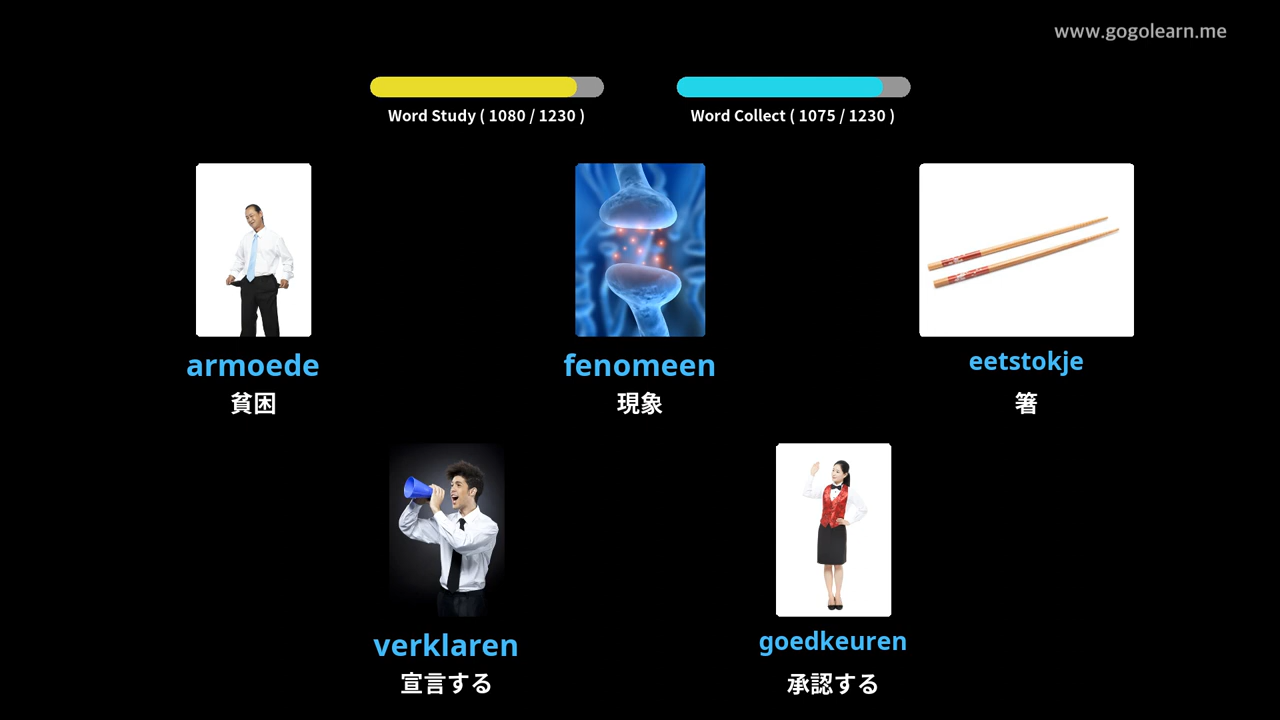 www.gogolearn.me
Word Study ( 1080 / 1230 )
Word Collect ( 1075 / 1230 )
armoede
貧困
fenomeen
現象
eetstokje
箸
verklaren
宣言する
goedkeuren
承認する